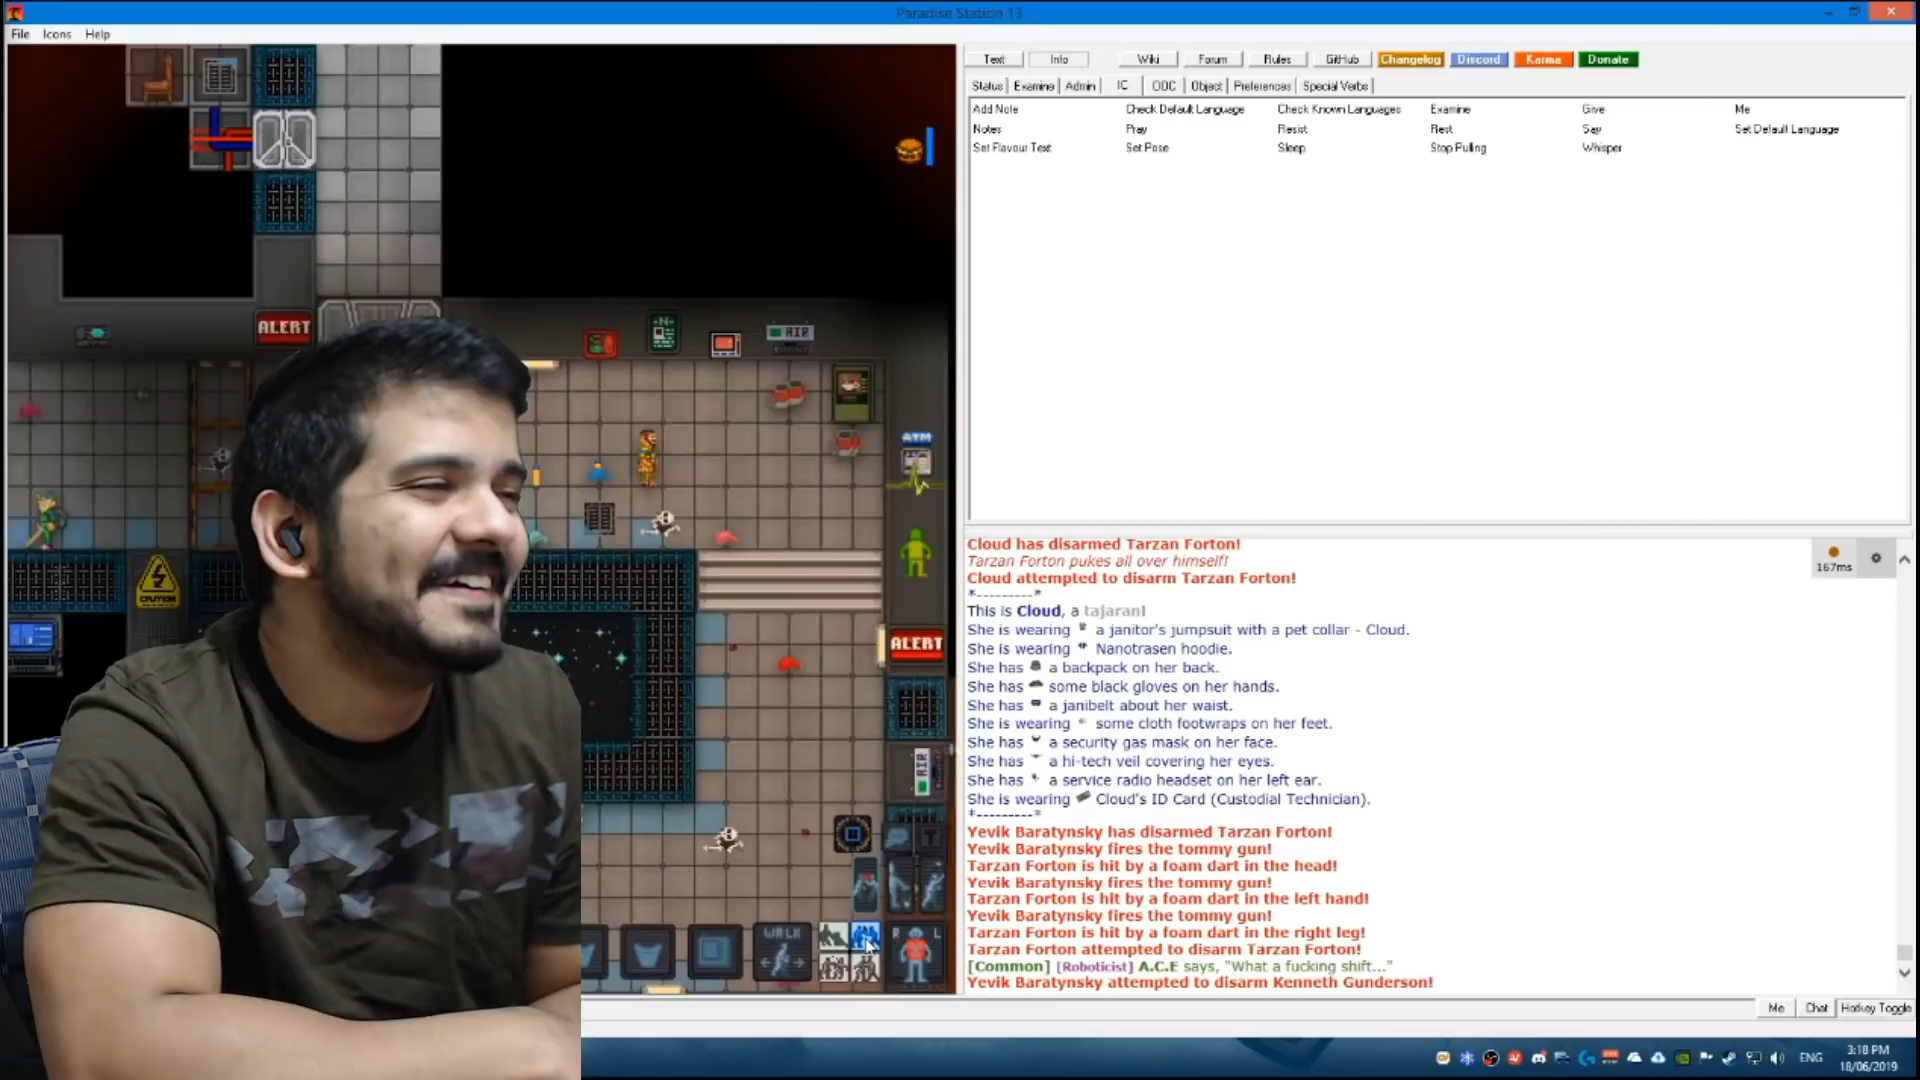 Paradise Station 13
File Icons Help
Text Info Wiki Forum Rules GitHub Changelog Discord Karma Donate
Status Examine Admin IC OOC Object Preferences Special Verbs
Add Note Check Default Language Check Known Languages Examine Give Me
Notes Pray Resist Rest Say Set Default Language
Set Flavour Text Set Pose Sleep Stop Pulling Whisper
ALERT
AIR
ATM
CAUTION
ALERT
AIR
WALK
R L
Cloud has disarmed Tarzan Forton!
Tarzan Forton pukes all over himself!
Cloud attempted to disarm Tarzan Forton!
*---------*
This is Cloud, a tajaran!
She is wearing a janitor's jumpsuit with a pet collar - Cloud.
She is wearing Nanotrasen hoodie.
She has a backpack on her back.
She has some black gloves on her hands.
She has a janibelt about her waist.
She is wearing some cloth footwraps on her feet.
She has a security gas mask on her face.
She has a hi-tech veil covering her eyes.
She has a service radio headset on her left ear.
She is wearing Cloud's ID Card (Custodial Technician).
*---------*
Yevik Baratynsky has disarmed Tarzan Forton!
Yevik Baratynsky fires the tommy gun!
Tarzan Forton is hit by a foam dart in the head!
Yevik Baratynsky fires the tommy gun!
Tarzan Forton is hit by a foam dart in the left hand!
Yevik Baratynsky fires the tommy gun!
Tarzan Forton is hit by a foam dart in the right leg!
Tarzan Forton attempted to disarm Tarzan Forton!
[Common] [Roboticist] A.C.E says, "What a fucking shift..."
Yevik Baratynsky attempted to disarm Kenneth Gunderson!
167ms
Me Chat Hotkey Toggle
ENG
3:18 PM
18/06/2019